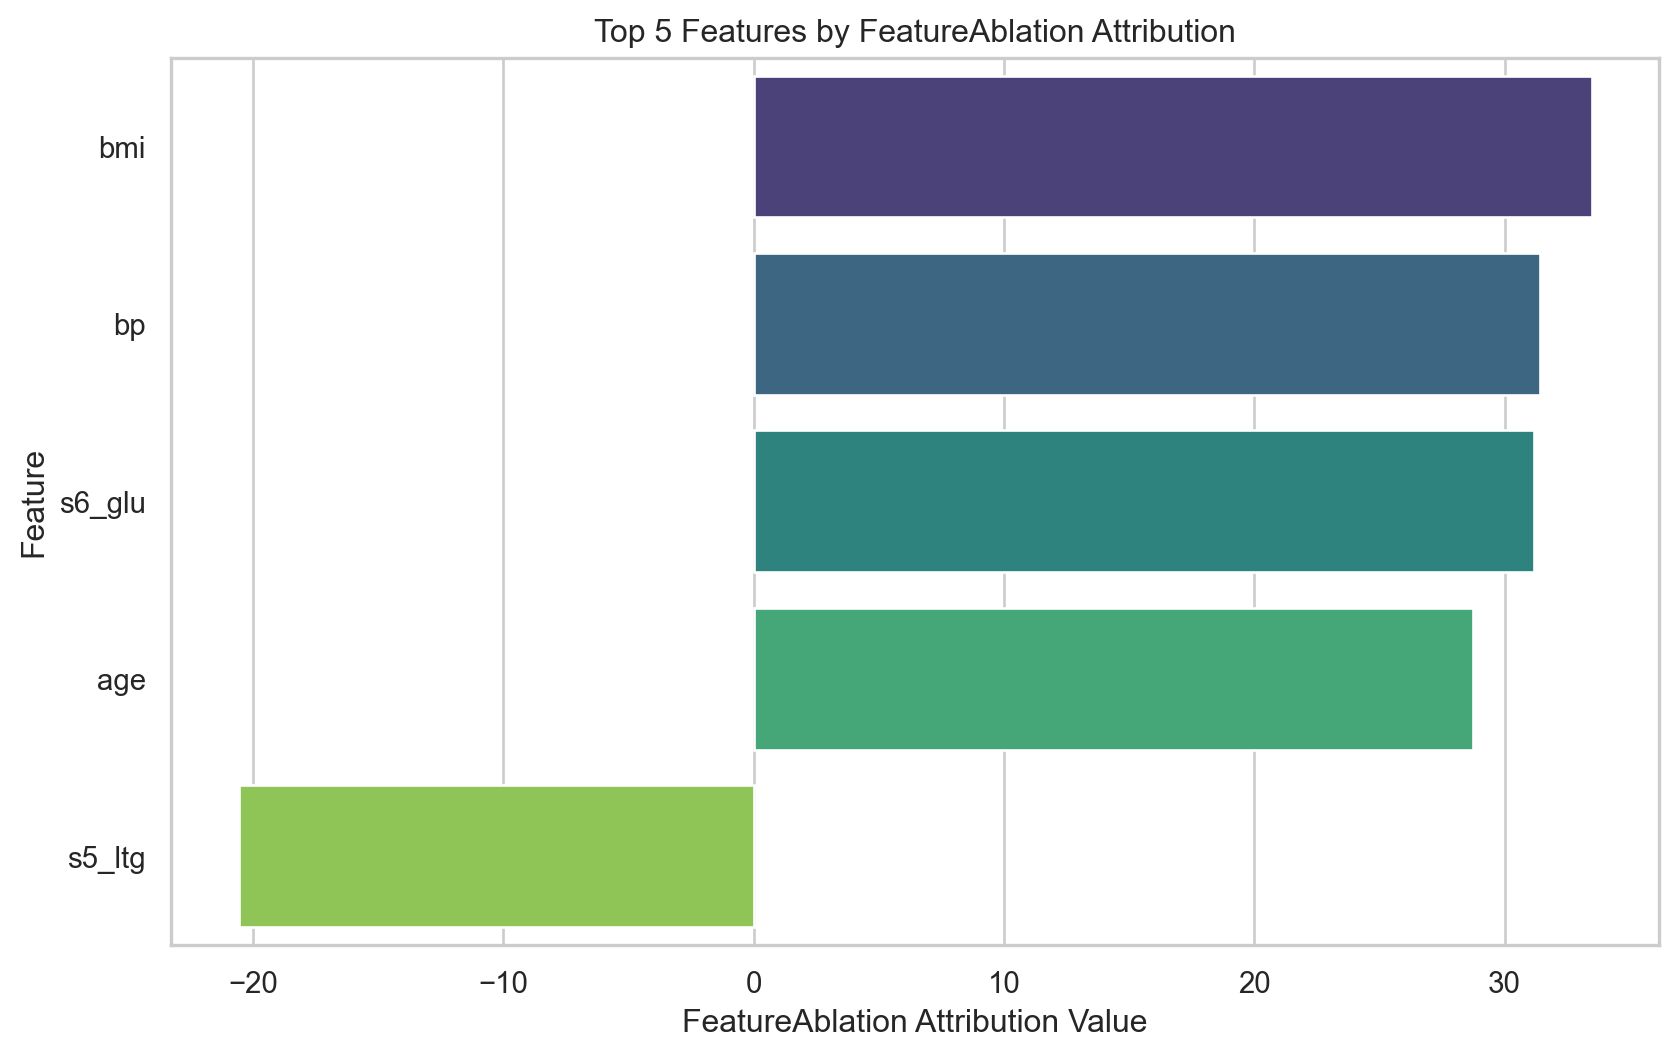 Top 5 Features by FeatureAblation Attribution
Feature
bmi
bp
s6_glu
age
s5_ltg
−20 −10 0 10 20 30
FeatureAblation Attribution Value